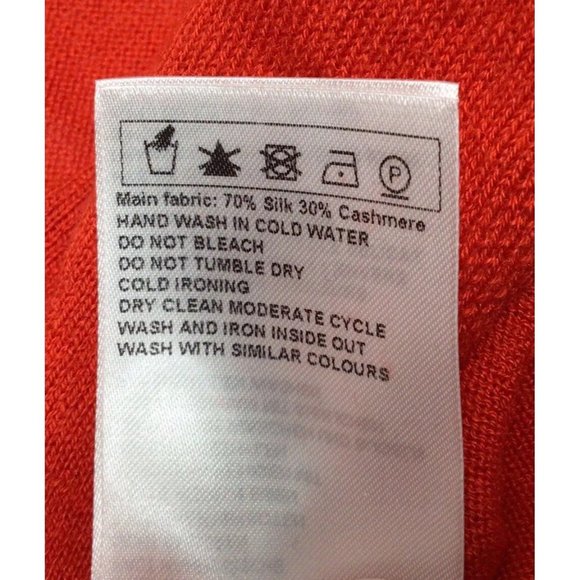 P
Main fabric: 70% Silk 30% Cashmere
HAND WASH IN COLD WATER
DO NOT BLEACH
DO NOT TUMBLE DRY
COLD IRONING
DRY CLEAN MODERATE CYCLE
WASH AND IRON INSIDE OUT
WASH WITH SIMILAR COLOURS